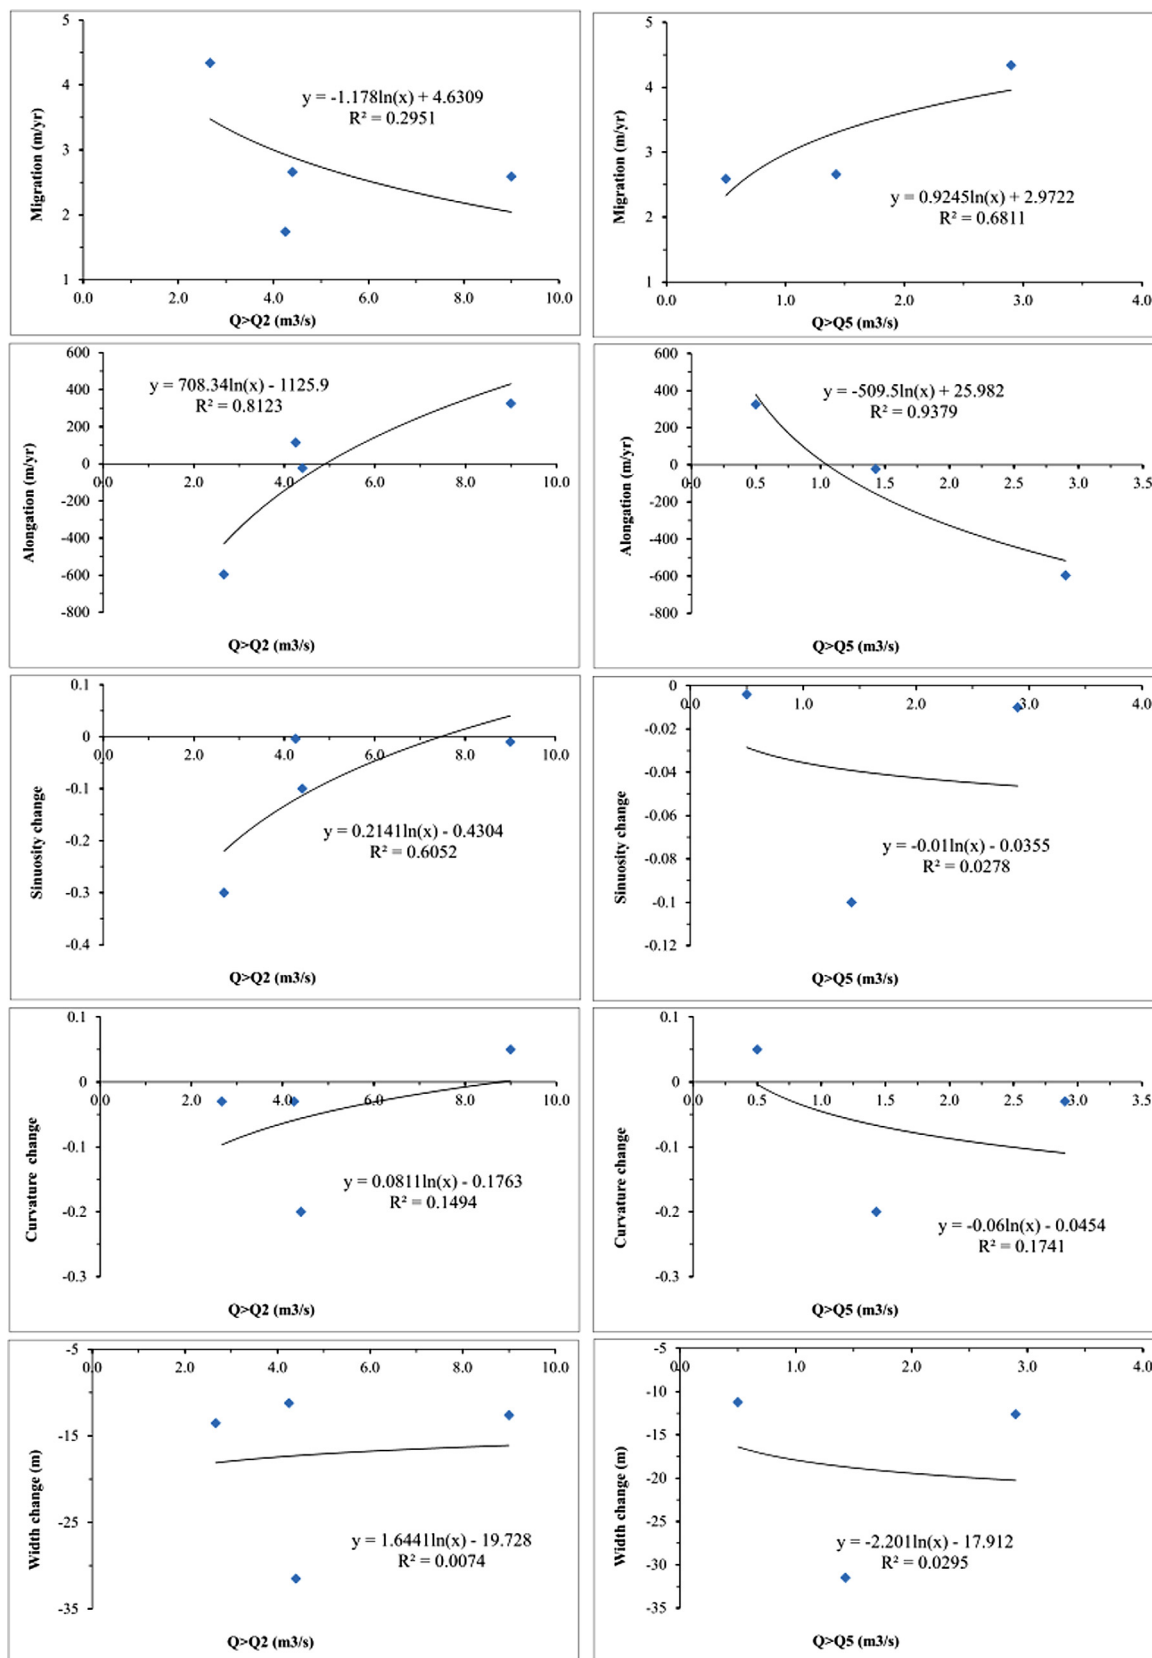 5
4
3
2
1
Migration (m/yr)
y = -1.178ln(x) + 4.6309
R² = 0.2951
0.0 2.0 4.0 6.0 8.0 10.0
Q>Q2 (m3/s)
5
4
3
2
1
Migration (m/yr)
y = 0.9245ln(x) + 2.9722
R² = 0.6811
0.0 1.0 2.0 3.0 4.0
Q>Q5 (m3/s)
600
400
200
0
-200
-400
-600
-800
Alongation (m/yr)
y = 708.34ln(x) - 1125.9
R² = 0.8123
0.0 2.0 4.0 6.0 8.0 10.0
Q>Q2 (m3/s)
600
400
200
0
-200
-400
-600
-800
Alongation (m/yr)
y = -509.5ln(x) + 25.982
R² = 0.9379
0.0 0.5 1.0 1.5 2.0 2.5 3.0 3.5
Q>Q5 (m3/s)
0.1
0
-0.1
-0.2
-0.3
-0.4
Sinuosity change
0.0 2.0 4.0 6.0 8.0 10.0
y = 0.2141ln(x) - 0.4304
R² = 0.6052
Q>Q2 (m3/s)
0
-0.02
-0.04
-0.06
-0.08
-0.1
-0.12
Sinuosity change
0.0 1.0 2.0 3.0 4.0
y = -0.01ln(x) - 0.0355
R² = 0.0278
Q>Q5 (m3/s)
0.1
0
-0.1
-0.2
-0.3
Curvature change
0.0 2.0 4.0 6.0 8.0 10.0
y = 0.0811ln(x) - 0.1763
R² = 0.1494
Q>Q2 (m3/s)
0.1
0
-0.1
-0.2
-0.3
Curvature change
0.0 0.5 1.0 1.5 2.0 2.5 3.0 3.5
y = -0.06ln(x) - 0.0454
R² = 0.1741
Q>Q5 (m3/s)
-5
-15
-25
-35
Width change (m)
0.0 2.0 4.0 6.0 8.0 10.0
y = 1.6441ln(x) - 19.728
R² = 0.0074
Q>Q2 (m3/s)
-5
-10
-15
-20
-25
-30
-35
Width change (m)
0.0 1.0 2.0 3.0 4.0
y = -2.201ln(x) - 17.912
R² = 0.0295
Q>Q5 (m3/s)